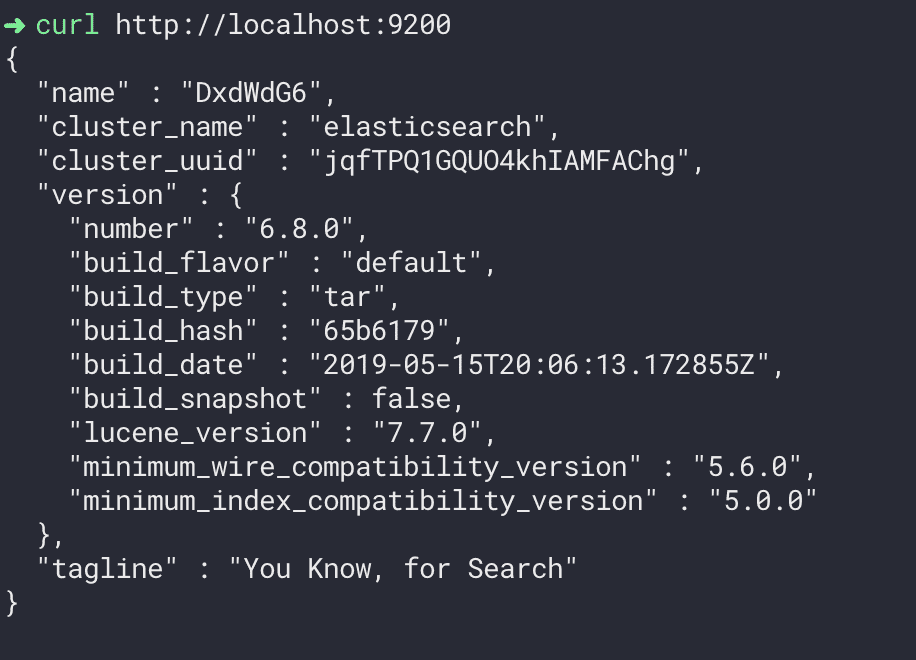 ➜ curl http://localhost:9200
{
  "name" : "DxdWdG6",
  "cluster_name" : "elasticsearch",
  "cluster_uuid" : "jqfTPQ1GQUO4khIAMFAChg",
  "version" : {
    "number" : "6.8.0",
    "build_flavor" : "default",
    "build_type" : "tar",
    "build_hash" : "65b6179",
    "build_date" : "2019-05-15T20:06:13.172855Z",
    "build_snapshot" : false,
    "lucene_version" : "7.7.0",
    "minimum_wire_compatibility_version" : "5.6.0",
    "minimum_index_compatibility_version" : "5.0.0"
  },
  "tagline" : "You Know, for Search"
}